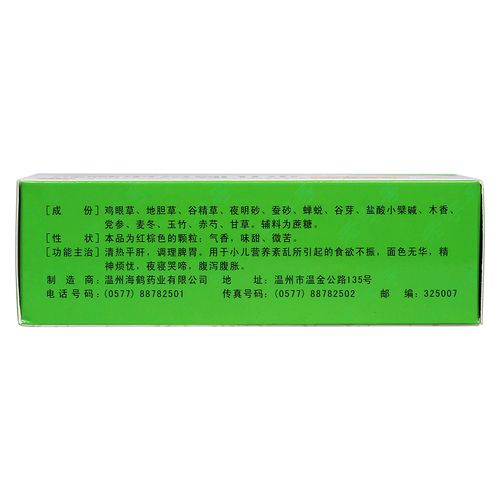 [成 份] 鸡眼草、地胆草、谷精草、夜明砂、蚕砂、蝉蜕、谷芽、盐酸小檗碱、木香、
党参、麦冬、玉竹、赤芍、甘草。辅料为蔗糖。
[性 状] 本品为红棕色的颗粒；气香，味甜、微苦。
[功能主治] 清热平肝，调理脾胃。用于小儿营养紊乱所引起的食欲不振，面色无华，精
神烦忧，夜寝哭啼，腹泻腹胀。
制 造 商：温州海鹤药业有限公司 地 址：温州市温金公路135号
电话号码：(0577) 88782501 传真号码：(0577) 88782502 邮 编：325007